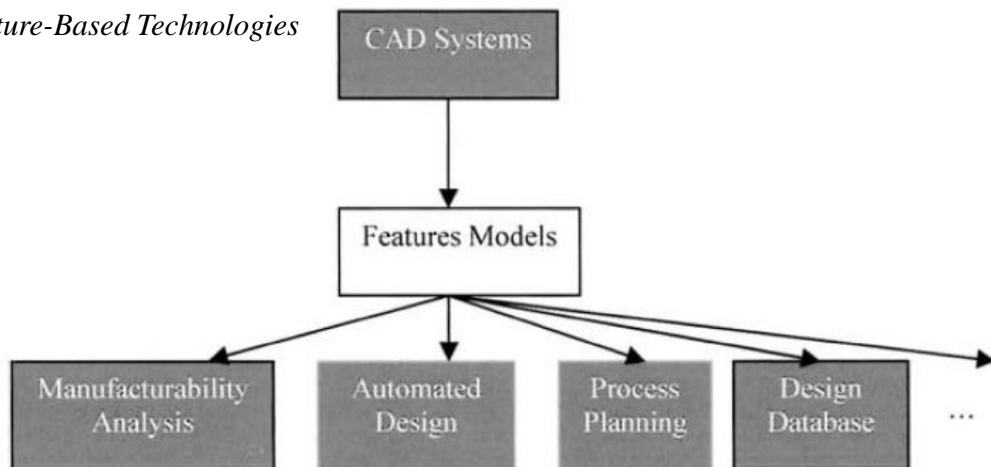 ture-Based Technologies
CAD Systems
Features Models
Manufacturability
Analysis
Automated
Design
Process
Planning
Design
Database
...